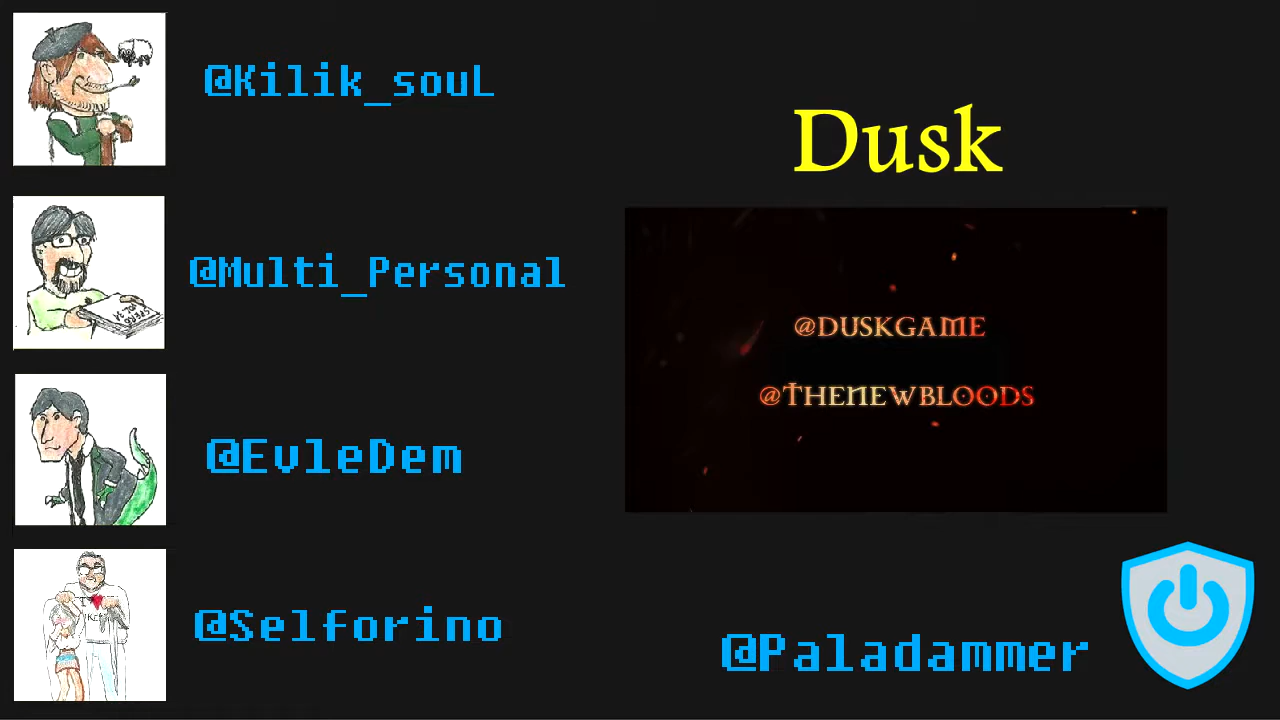 @Kilik_souL
@Multi_Personal
@EvleDem
@Selforino
Dusk
@DUSKGAME
@THENEWBLOODS
@Paladammer